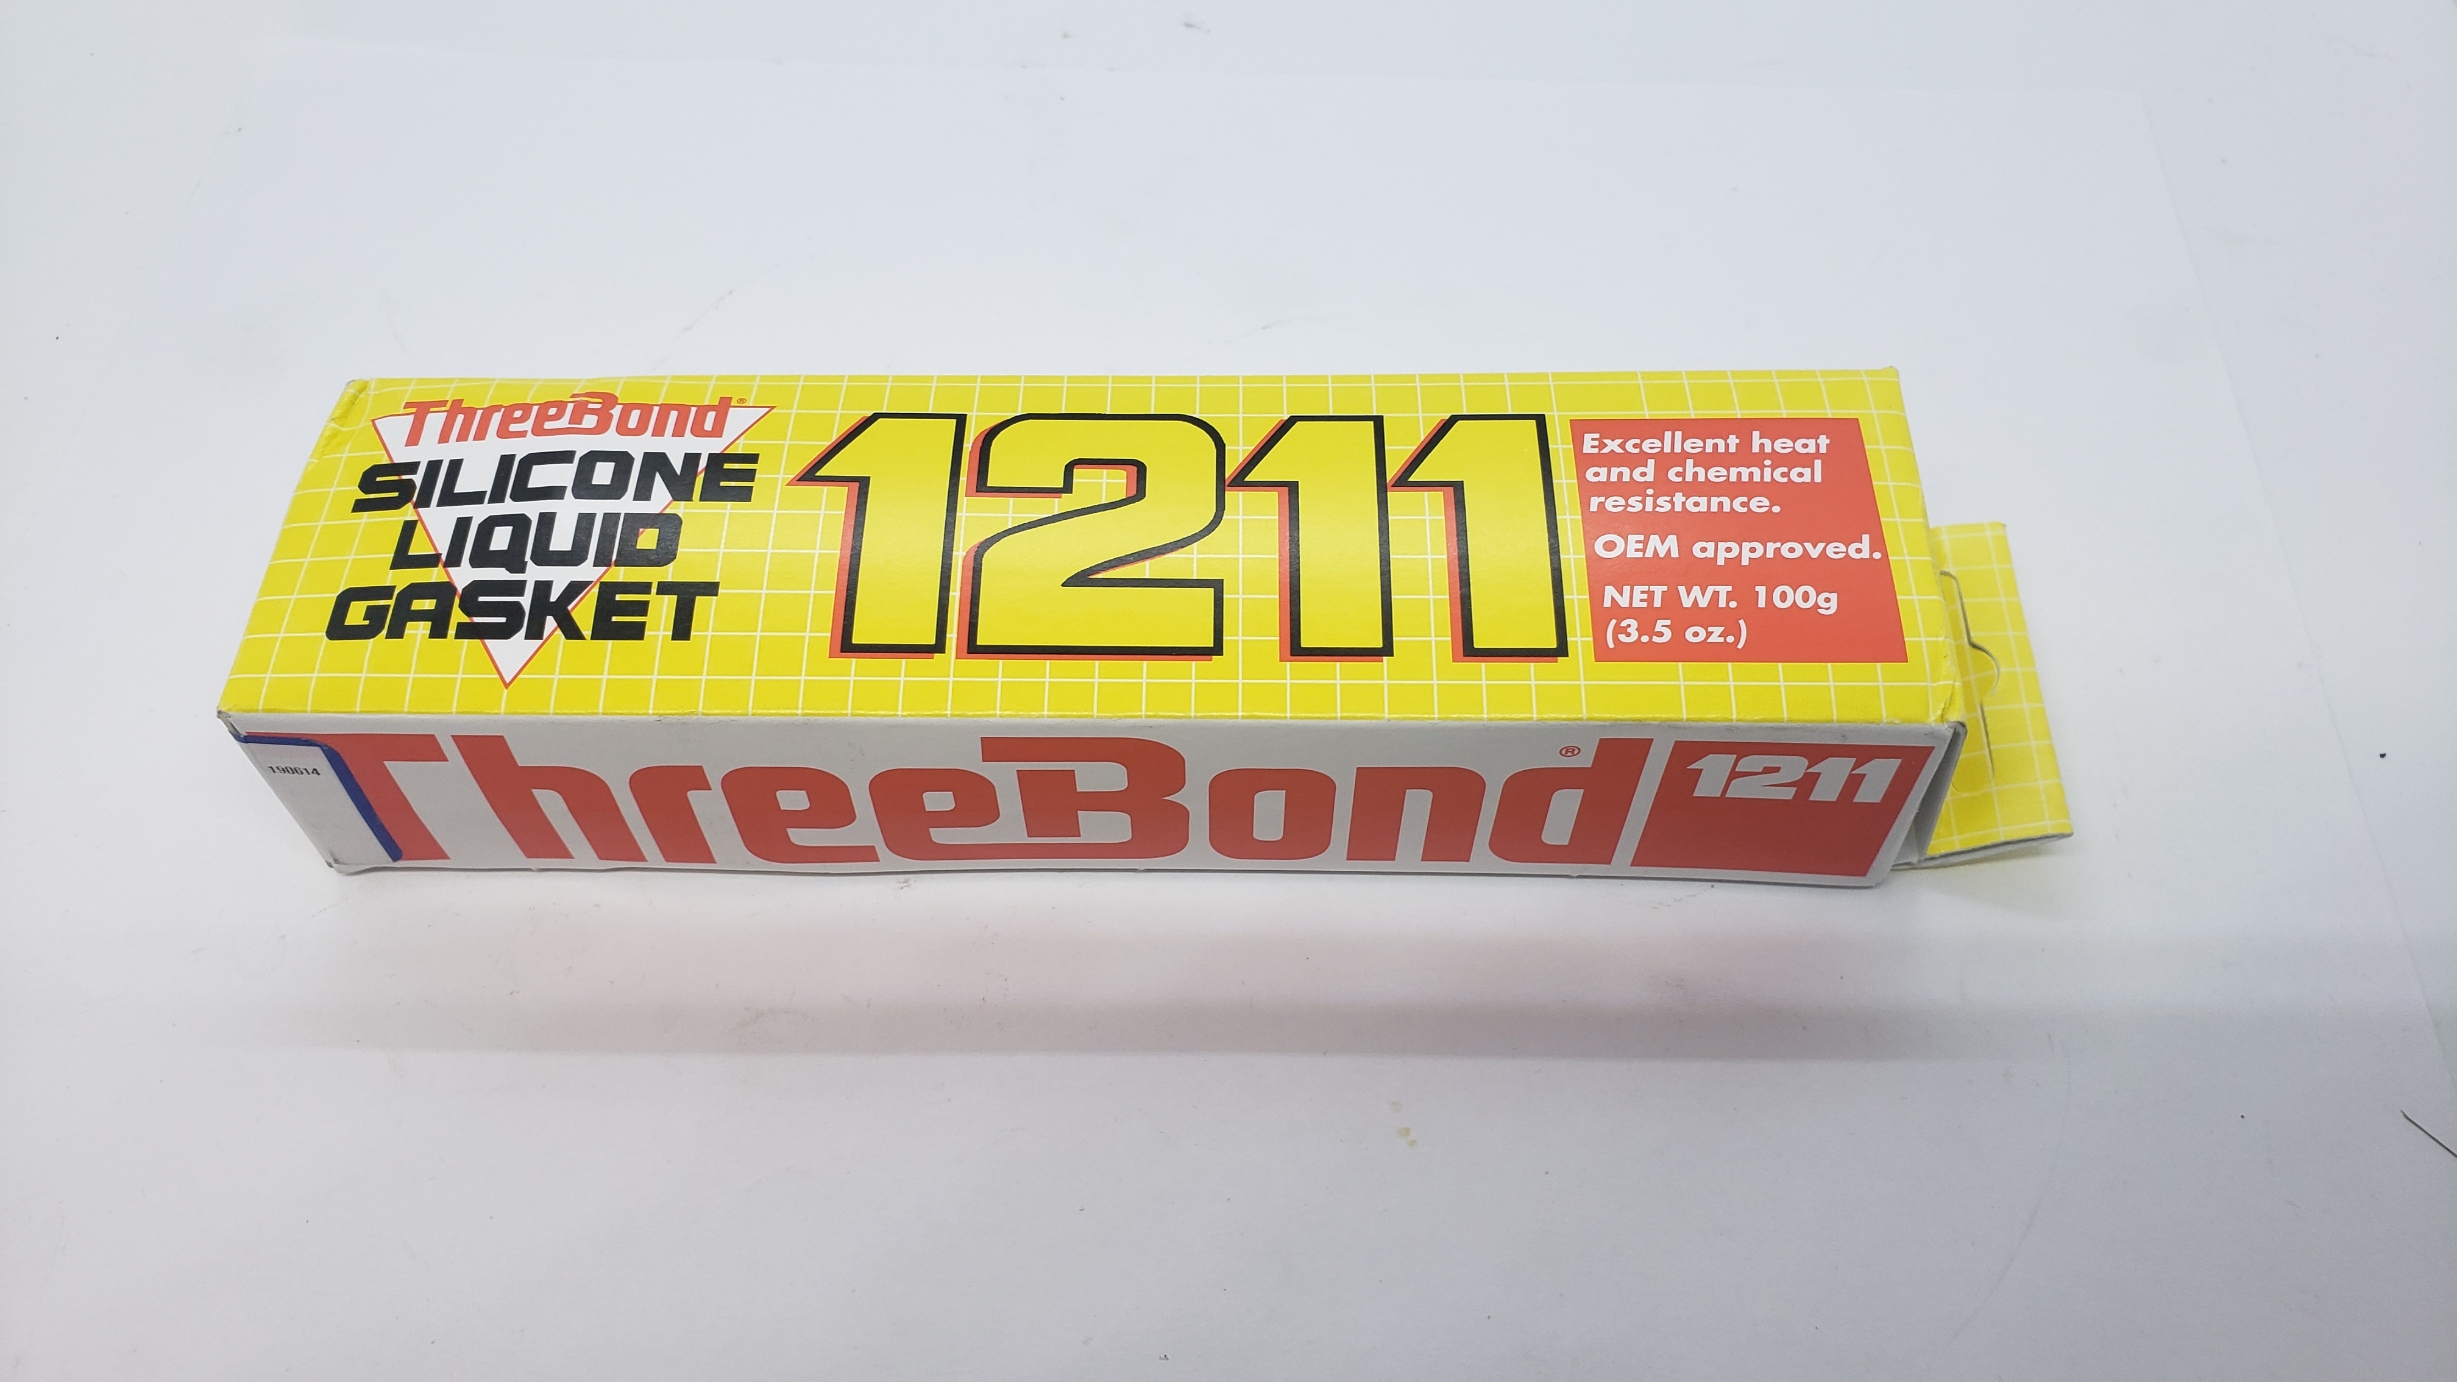 ThreeBond®
SILICONE
LIQUID
GASKET
1211
Excellent heat
and chemical
resistance.
OEM approved.
NET WT. 100g
(3.5 oz.)
190614
ThreeBond®
1211